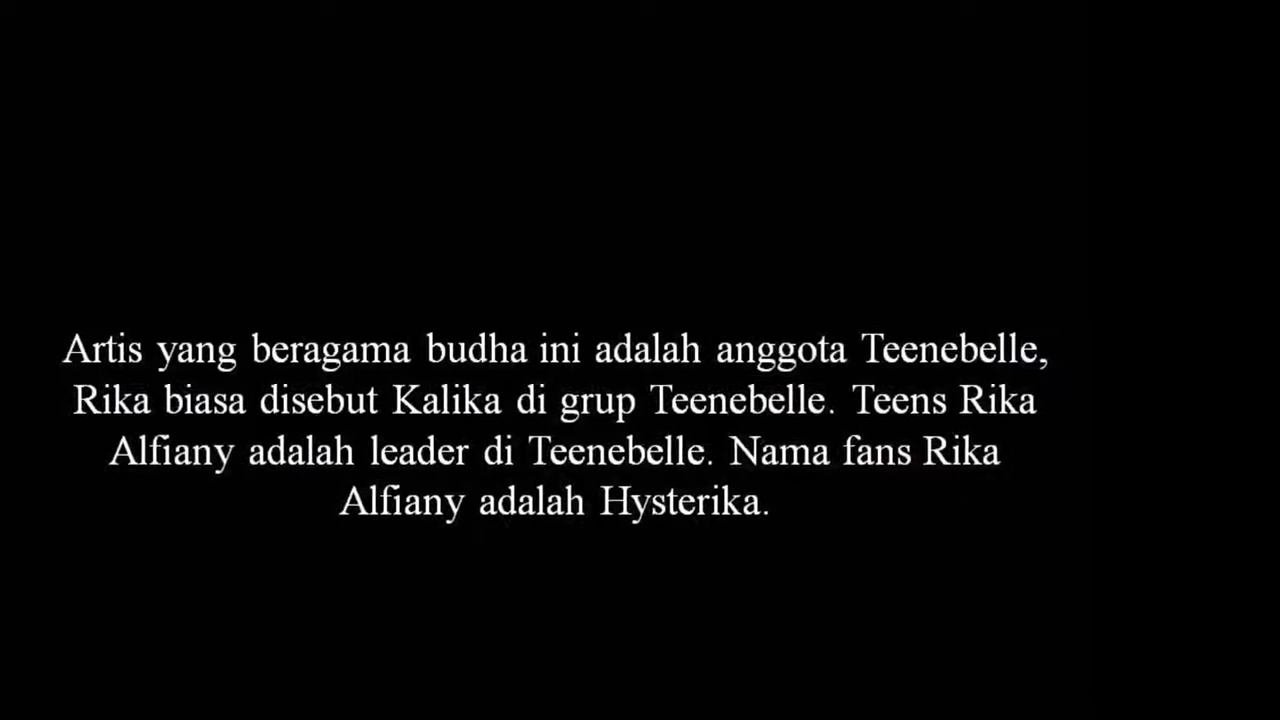 Artis yang beragama budha ini adalah anggota Teenebelle,
Rika biasa disebut Kalika di grup Teenebelle. Teens Rika
Alfiany adalah leader di Teenebelle. Nama fans Rika
Alfiany adalah Hysterika.